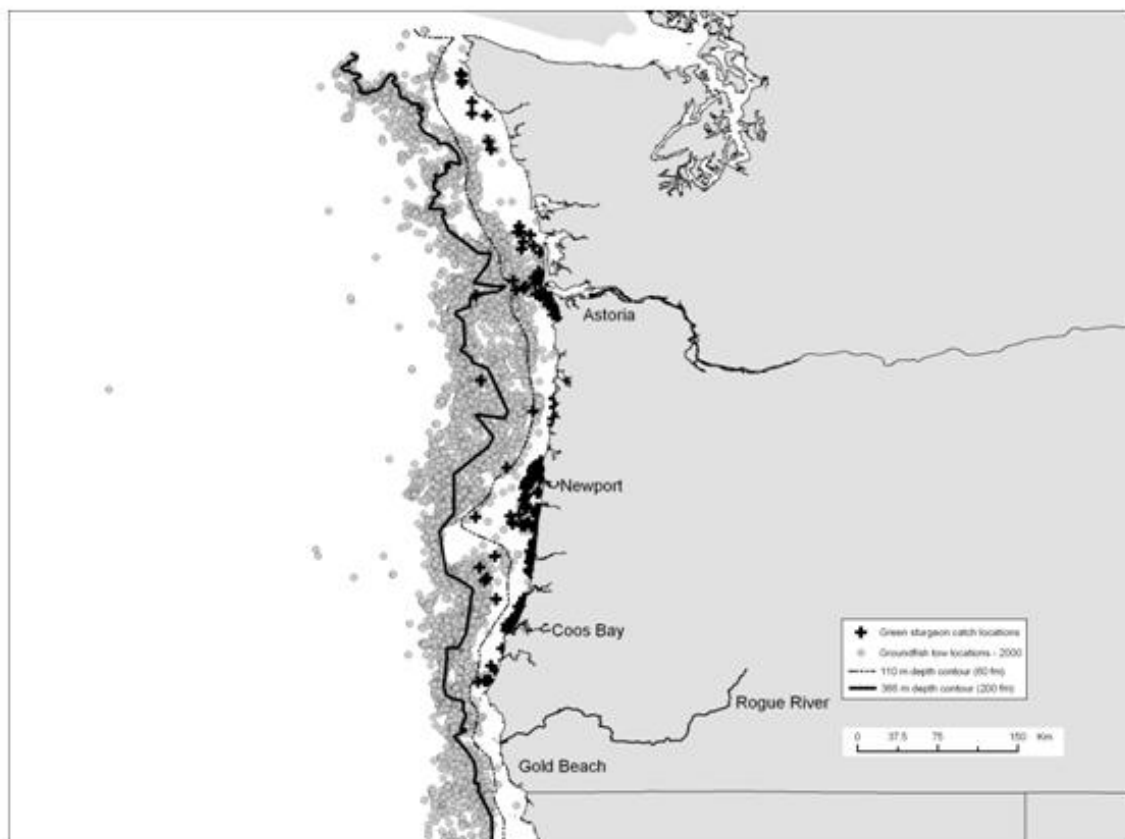 Astoria
Newport
Coos Bay
Green sturgeon catch locations
Groundfish tow locations - 2000
110 m depth contour (60 fm)
366 m depth contour (200 fm)
Rogue River
0 37.5 75 150 Km
Gold Beach